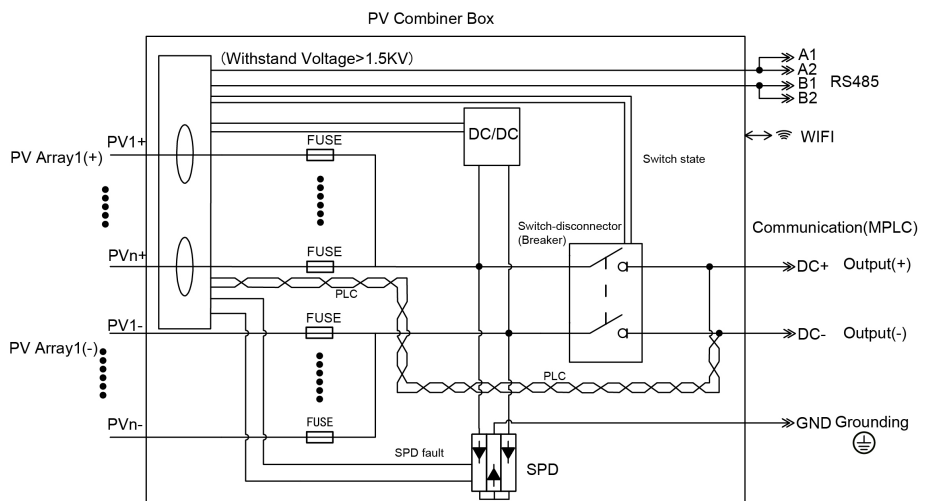 PV Combiner Box
(Withstand Voltage>1.5KV)
A1
A2
B1
B2
RS485
WIFI
DC/DC
Switch state
PV1+
FUSE
PV Array1(+)
Switch-disconnector
(Breaker)
Communication(MPLC)
PVn+
FUSE
DC+ Output(+)
PLC
PV1-
FUSE
DC- Output(-)
PV Array1(-)
PLC
PVn-
FUSE
GND Grounding
SPD fault
SPD